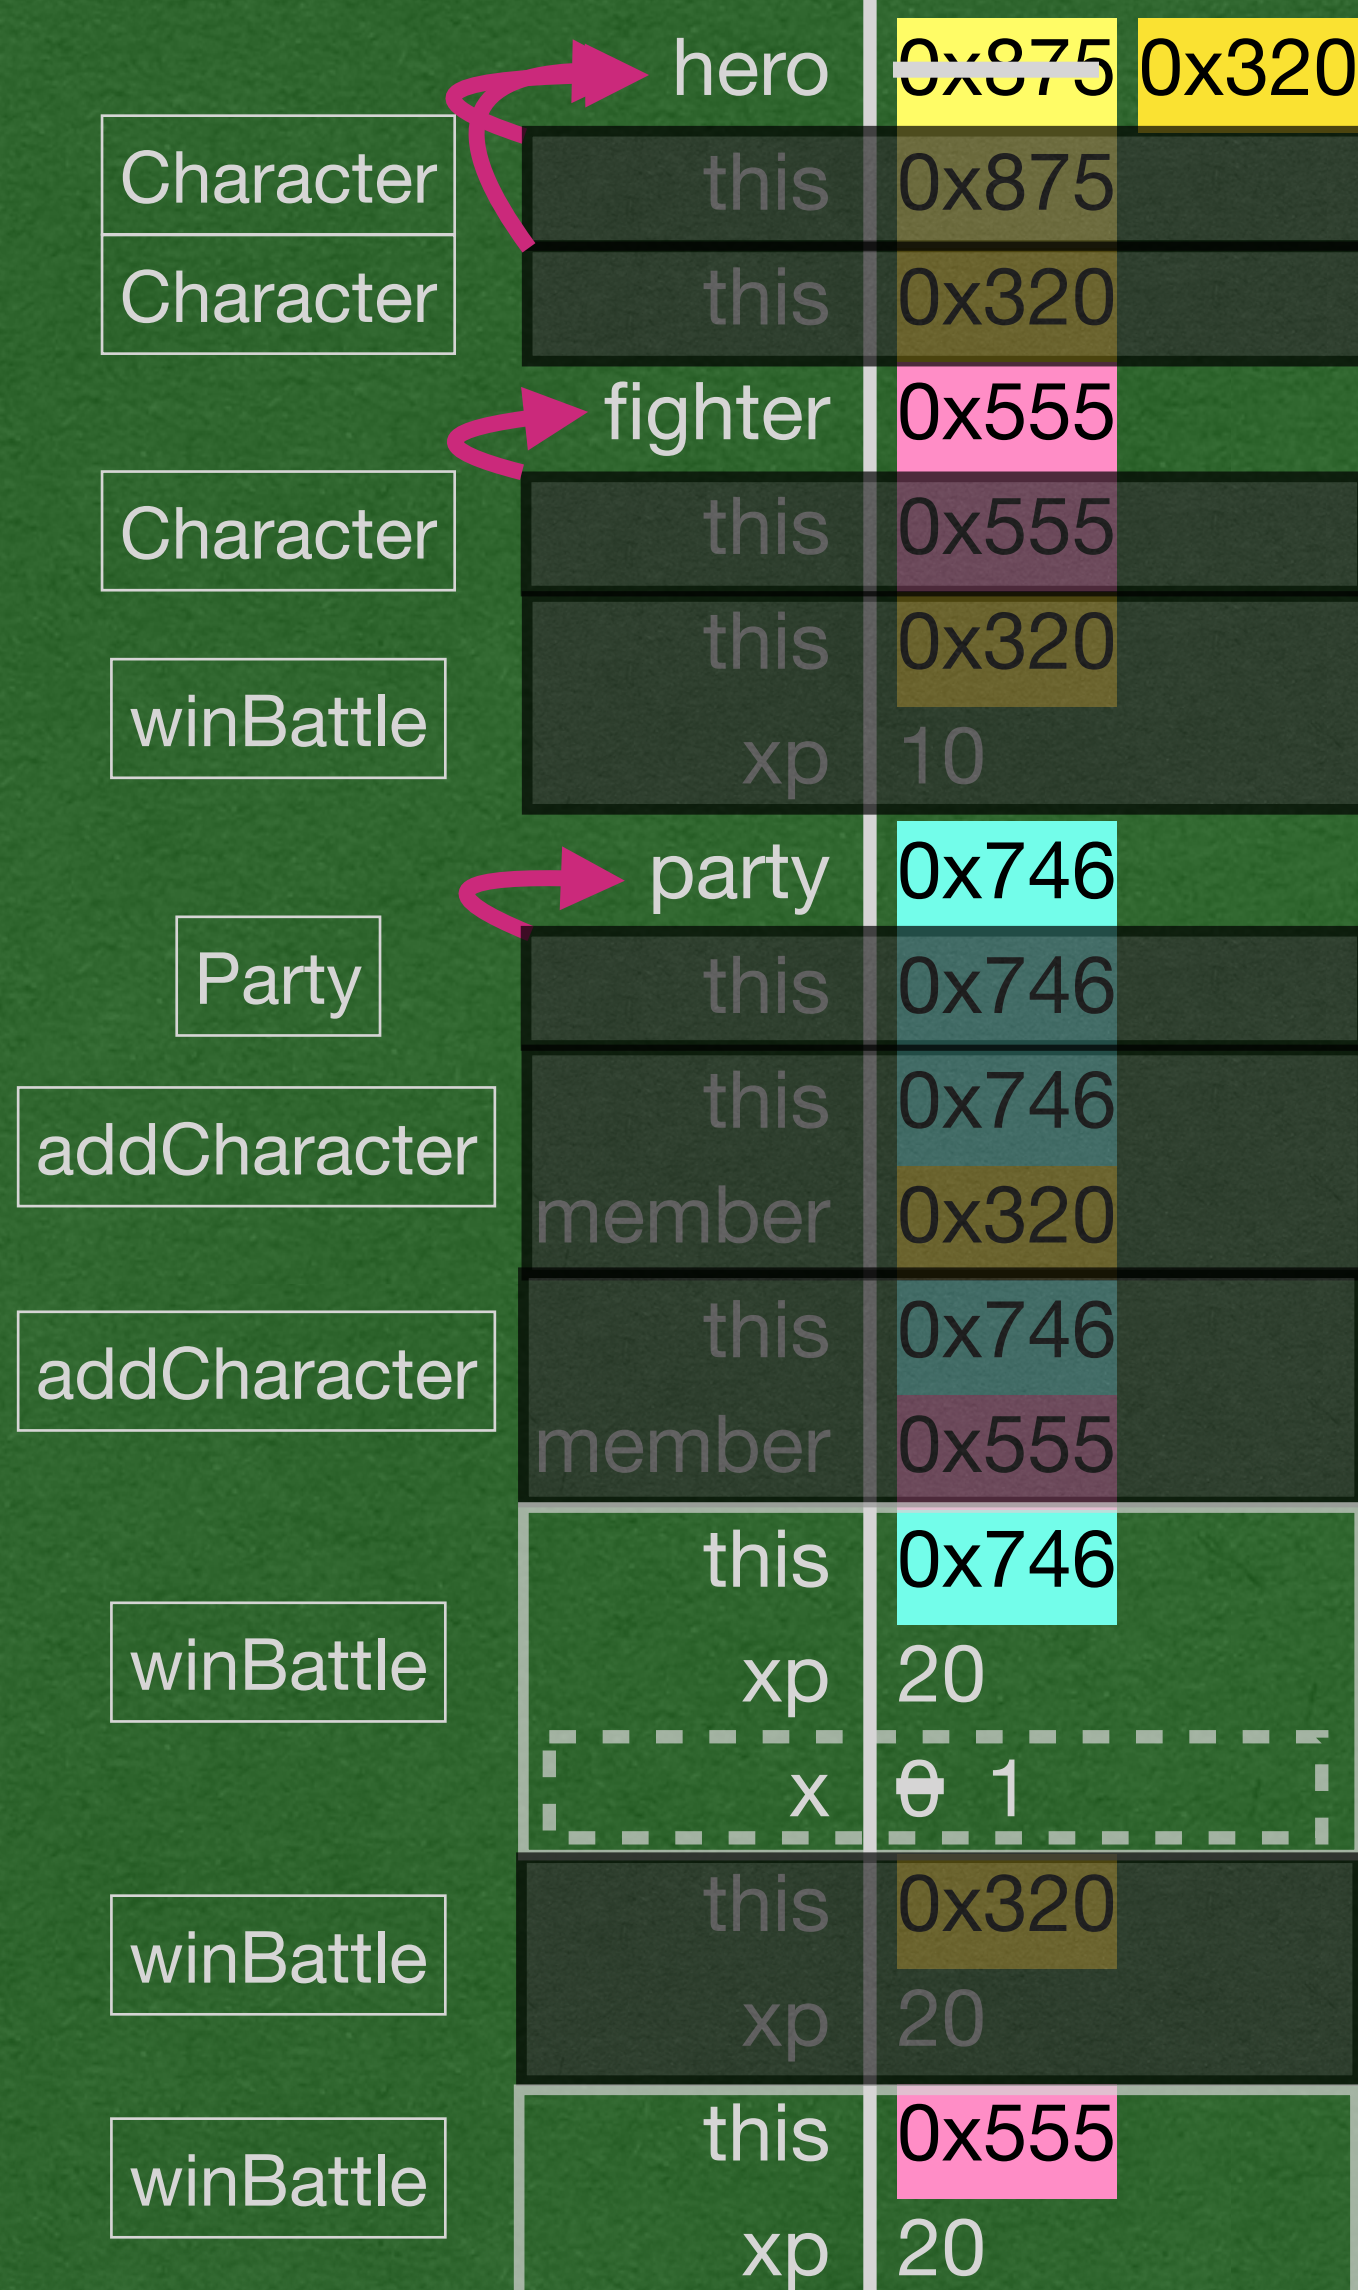 hero 0x875 0x320
Character this 0x875
Character this 0x320
fighter 0x555
Character this 0x555
this 0x320
winBattle
xp 10
party 0x746
Party this 0x746
this 0x746
addCharacter
member 0x320
this 0x746
addCharacter
member 0x555
this 0x746
winBattle xp 20
x 0 1
this 0x320
winBattle
xp 20
this 0x555
winBattle
xp 20